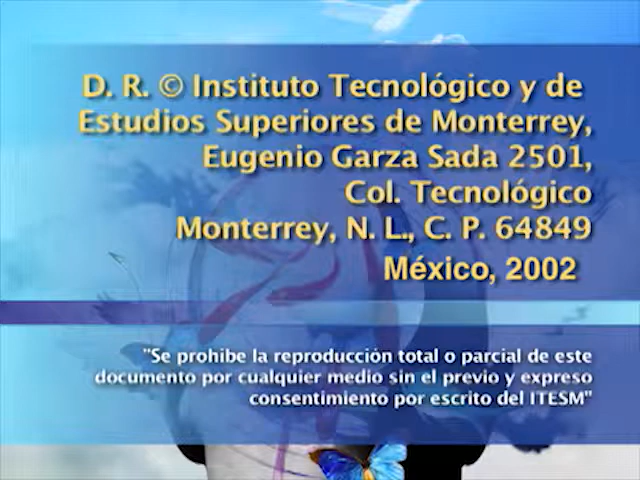 D. R. © Instituto Tecnológico y de
Estudios Superiores de Monterrey,
Eugenio Garza Sada 2501,
Col. Tecnológico
Monterrey, N. L., C. P. 64849
México, 2002
"Se prohibe la reproducción total o parcial de este
documento por cualquier medio sin el previo y expreso
consentimiento por escrito del ITESM"